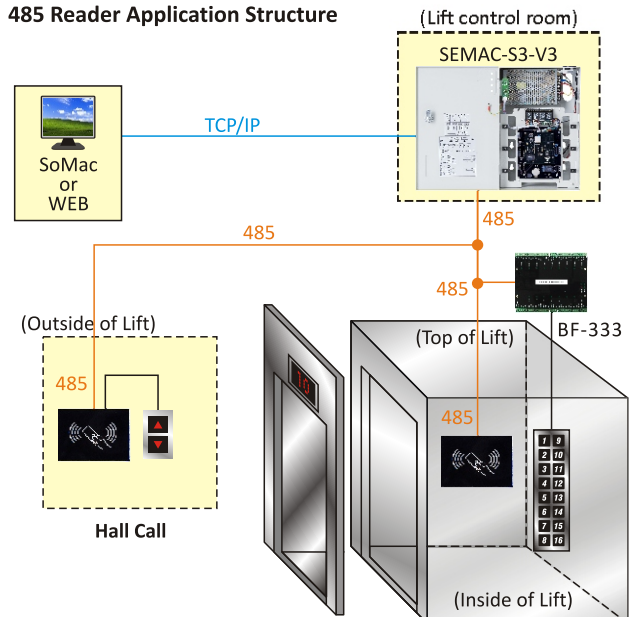 485 Reader Application Structure
(Lift control room)
SEMAC-S3-V3
TCP/IP
SoMac
or
WEB
485
485
485
BF-333
(Outside of Lift)
(Top of Lift)
485
485
10
1 9
2 10
3 11
4 12
5 13
6 14
7 15
8 16
Hall Call
(Inside of Lift)